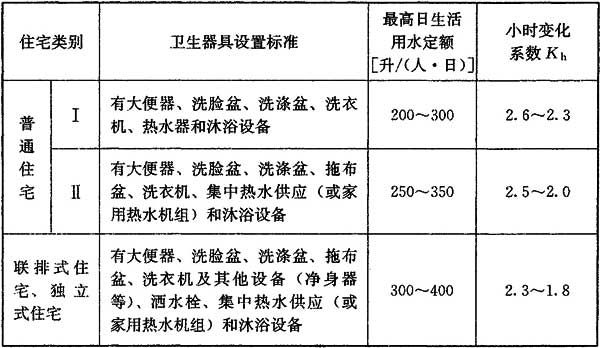 住宅类别
卫生器具设置标准
最高日生活
用水定额
[升/(人·日)]
小时变化
系数Kh
普通住宅
Ⅰ
有大便器、洗脸盆、洗涤盆、洗衣
机、热水器和沐浴设备
200～300
2.6～2.3
Ⅱ
有大便器、洗脸盆、洗涤盆、拖布
盆、洗衣机、集中热水供应（或家
用热水机组）和沐浴设备
250～350
2.5～2.0
联排式住
宅、独立
式住宅
有大便器、洗脸盆、洗涤盆、拖布
盆、洗衣机及其他设备（净身器
等）、洒水栓、集中热水供应（或
家用热水机组）和沐浴设备
300～400
2.3～1.8